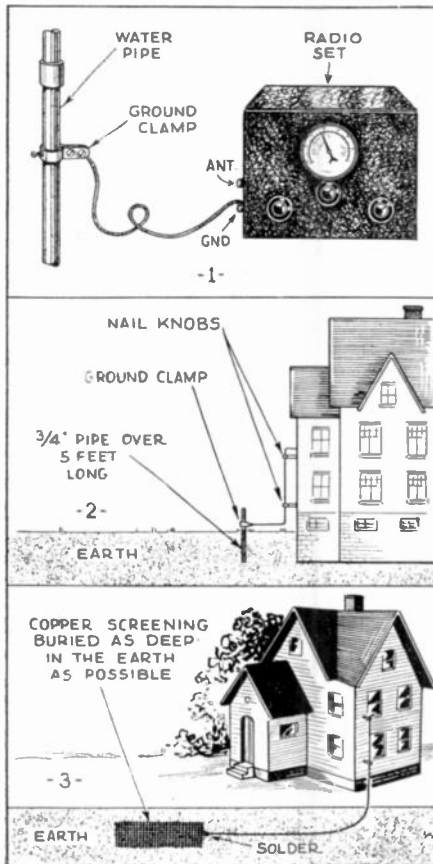 WATER
PIPE
RADIO
SET
GROUND
CLAMP
ANT.
GND
-1-
NAIL KNOBS
GROUND CLAMP
3/4" PIPE OVER
5 FEET
LONG
-2-
EARTH
COPPER SCREENING
BURIED AS DEEP
IN THE EARTH
AS POSSIBLE
-3-
EARTH
SOLDER